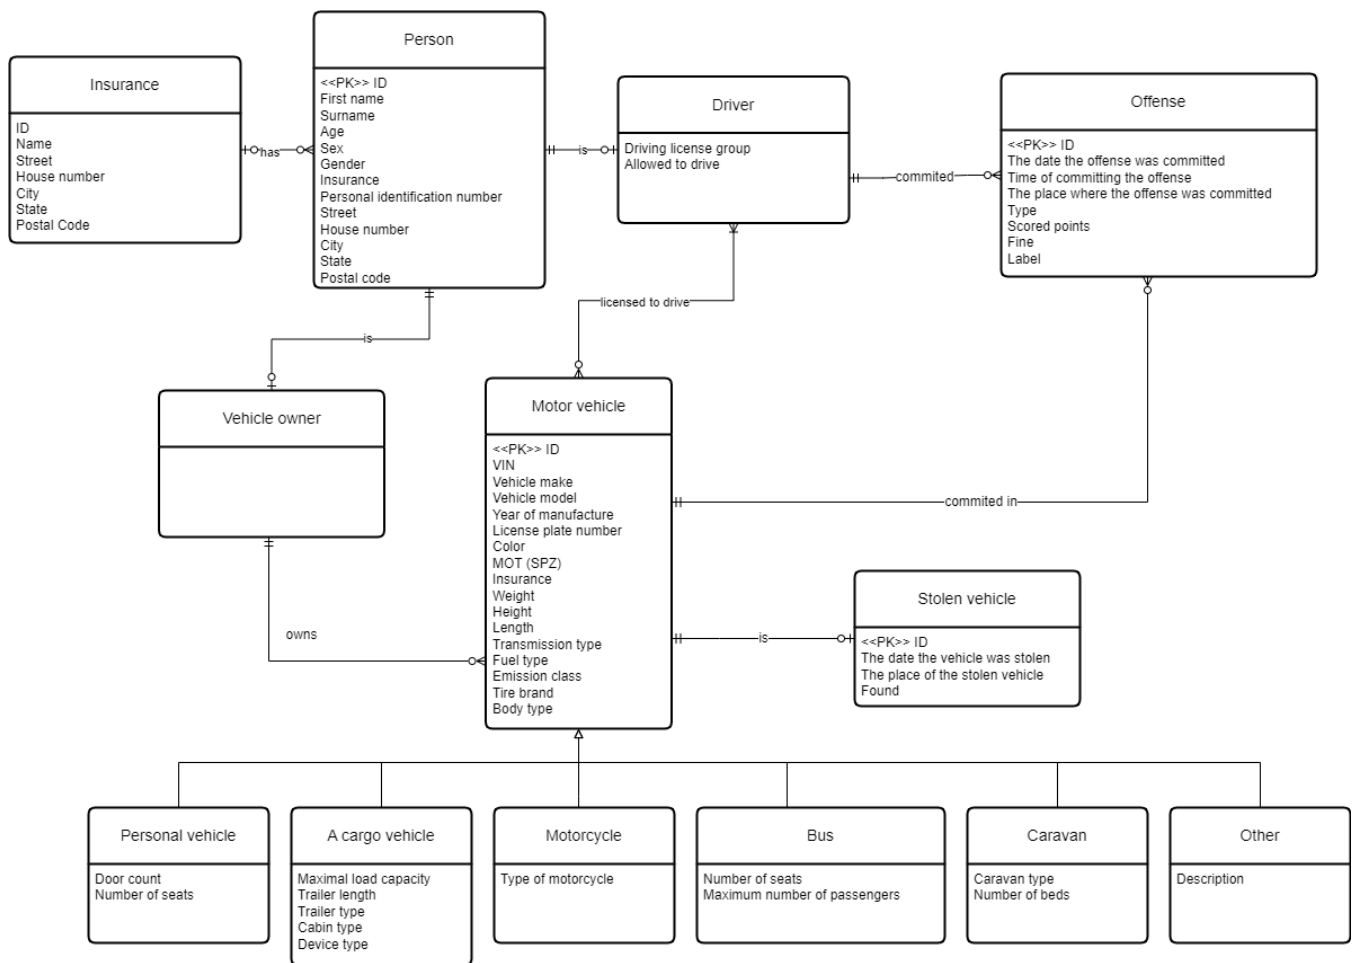 Person
<<PK>> ID
First name
Surname
Age
Sex
Gender
Insurance
Personal identification number
Street
House number
City
State
Postal code
Insurance
ID
Name
Street
House number
City
State
Postal Code
has
is
Driver
Driving license group
Allowed to drive
commited
Offense
<<PK>> ID
The date the offense was committed
Time of committing the offense
The place where the offense was committed
Type
Scored points
Fine
Label
licensed to drive
is
Vehicle owner
owns
Motor vehicle
<<PK>> ID
VIN
Vehicle make
Vehicle model
Year of manufacture
License plate number
Color
MOT (SPZ)
Insurance
Weight
Height
Length
Transmission type
Fuel type
Emission class
Tire brand
Body type
commited in
is
Stolen vehicle
<<PK>> ID
The date the vehicle was stolen
The place of the stolen vehicle
Found
Personal vehicle
Door count
Number of seats
A cargo vehicle
Maximal load capacity
Trailer length
Trailer type
Cabin type
Device type
Motorcycle
Type of motorcycle
Bus
Number of seats
Maximum number of passengers
Caravan
Caravan type
Number of beds
Other
Description